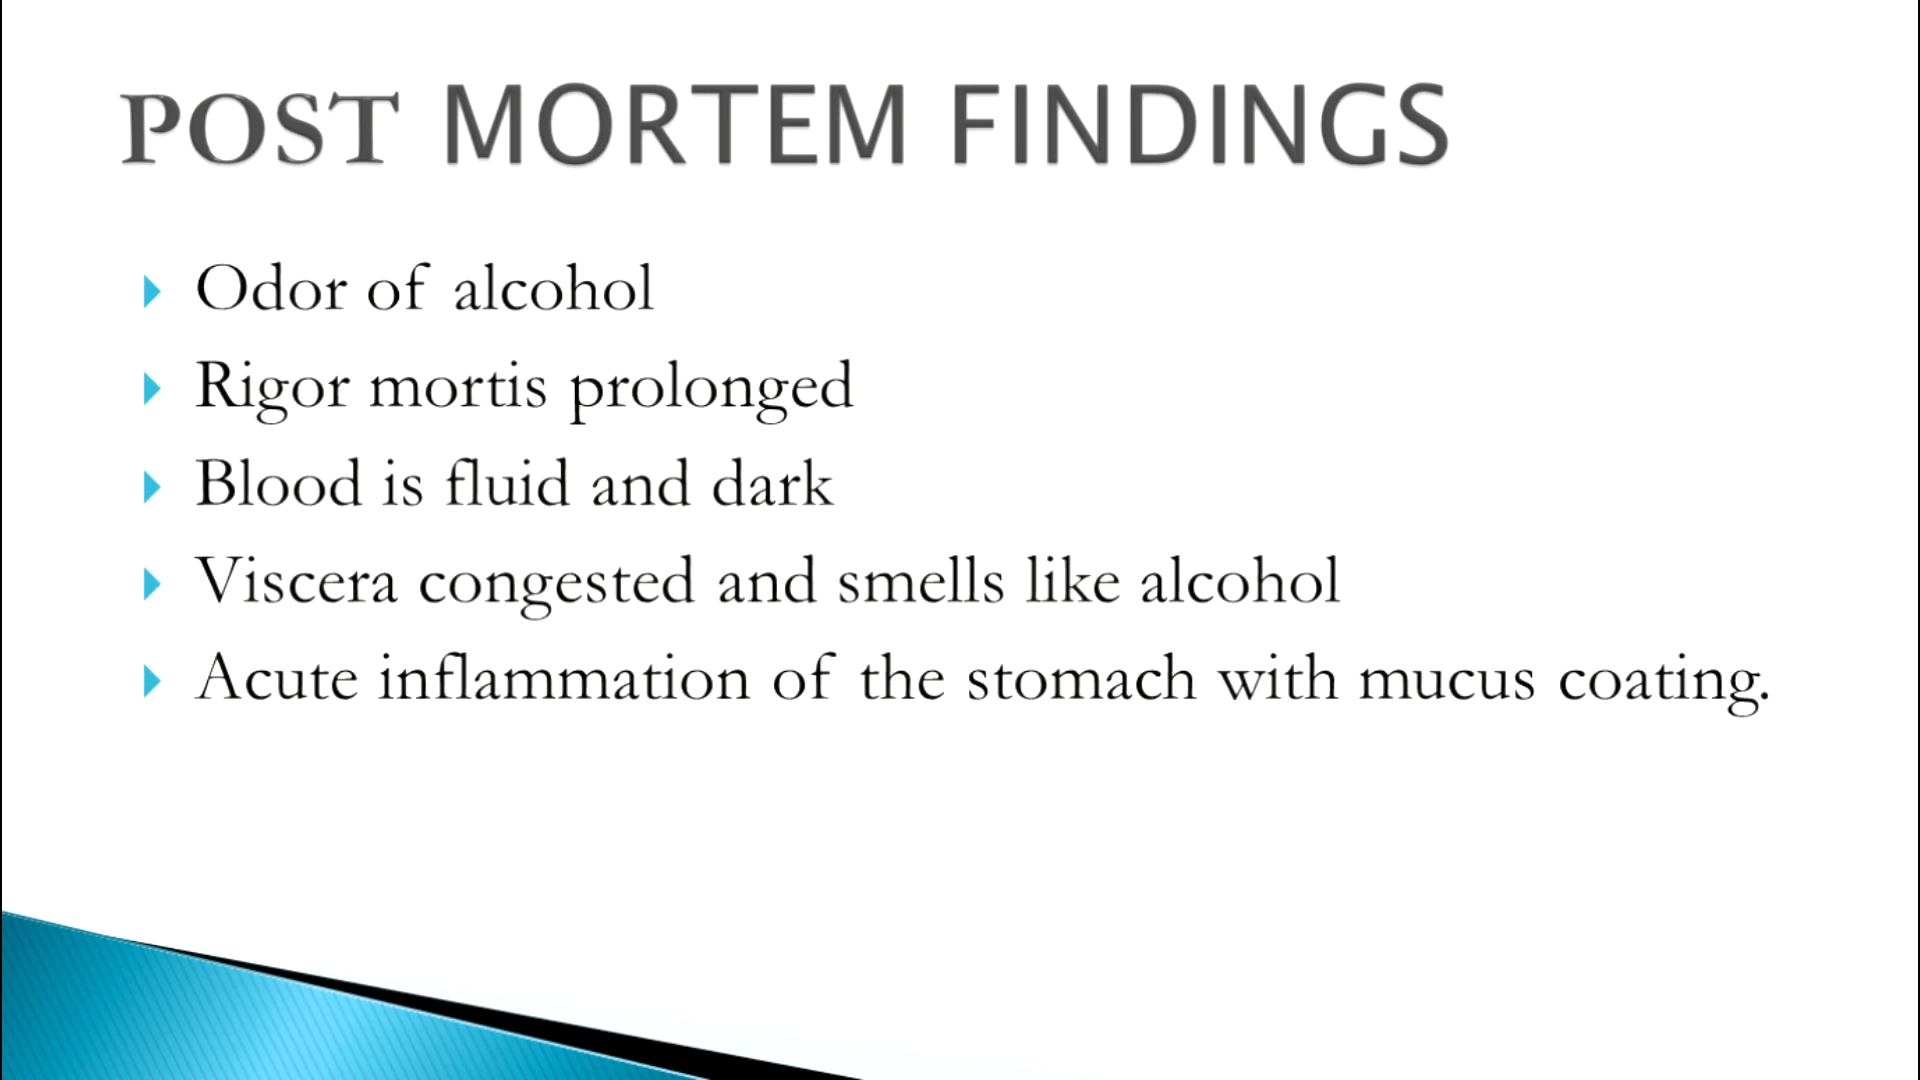 POST MORTEM FINDINGS
Odor of alcohol
Rigor mortis prolonged
Blood is fluid and dark
Viscera congested and smells like alcohol
Acute inflammation of the stomach with mucus coating.